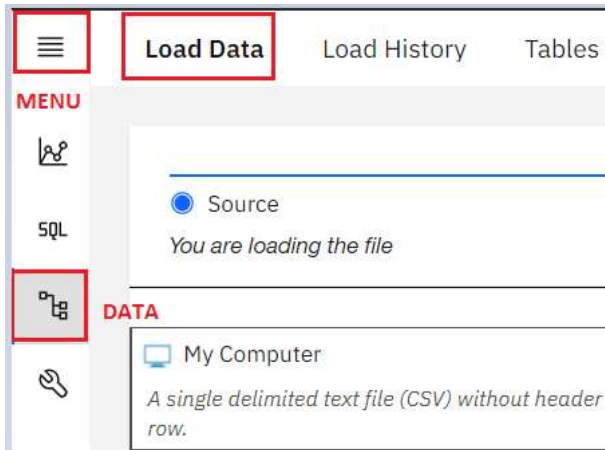 Load Data Load History Tables
MENU
Source
SQL
You are loading the file
DATA
My Computer
A single delimited text file (CSV) without header
row.